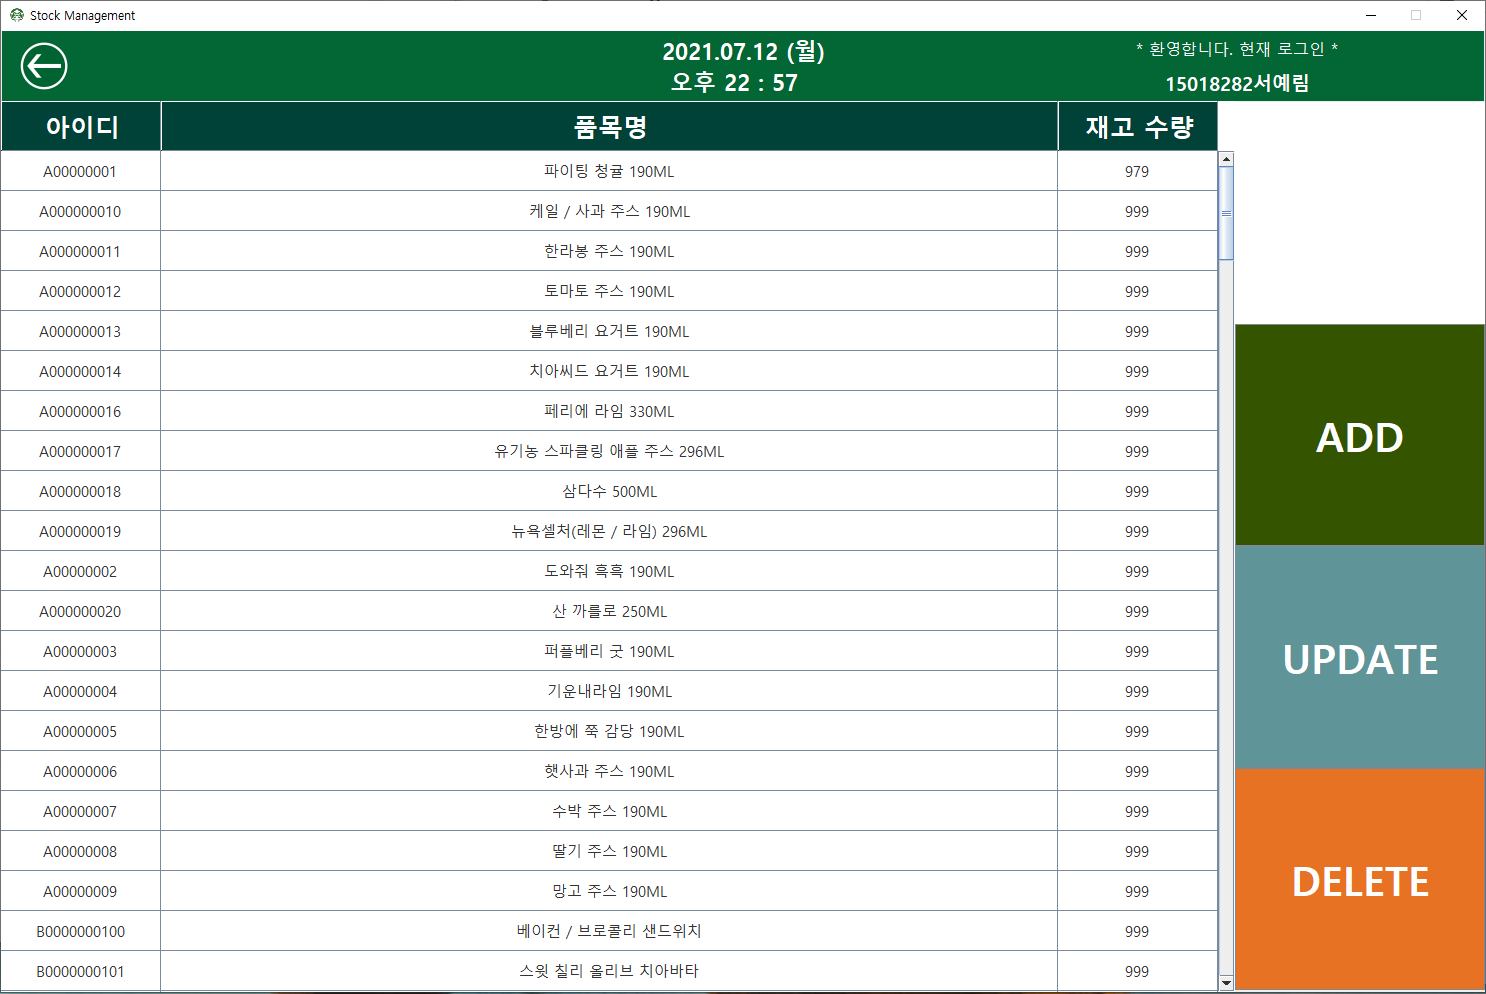 Stock Management
2021.07.12 (월)
오후 22 : 57
* 환영합니다. 현재 로그인 *
15018282서예림
아이디 품목명 재고 수량
A00000001 파이팅 청귤 190ML 979
A000000010 케일 / 사과 주스 190ML 999
A000000011 한라봉 주스 190ML 999
A000000012 토마토 주스 190ML 999
A000000013 블루베리 요거트 190ML 999
A000000014 치아씨드 요거트 190ML 999
A000000016 페리에 라임 330ML 999
A000000017 유기농 스파클링 애플 주스 296ML 999
A000000018 삼다수 500ML 999
A000000019 뉴욕셀처(레몬 / 라임) 296ML 999
A00000002 도와줘 흑흑 190ML 999
A000000020 산 까를로 250ML 999
A00000003 퍼플베리 굿 190ML 999
A00000004 기운내라임 190ML 999
A00000005 한방에 쭉 감당 190ML 999
A00000006 햇사과 주스 190ML 999
A00000007 수박 주스 190ML 999
A00000008 딸기 주스 190ML 999
A00000009 망고 주스 190ML 999
B0000000100 베이컨 / 브로콜리 샌드위치 999
B0000000101 스윗 칠리 올리브 치아바타 999
ADD
UPDATE
DELETE